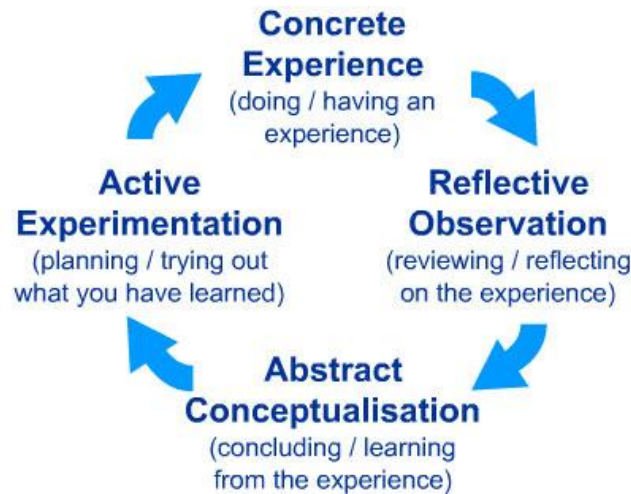 Concrete
Experience
(doing / having an
experience)
Reflective
Observation
(reviewing / reflecting
on the experience)
Abstract
Conceptualisation
(concluding / learning
from the experience)
Active
Experimentation
(planning / trying out
what you have learned)